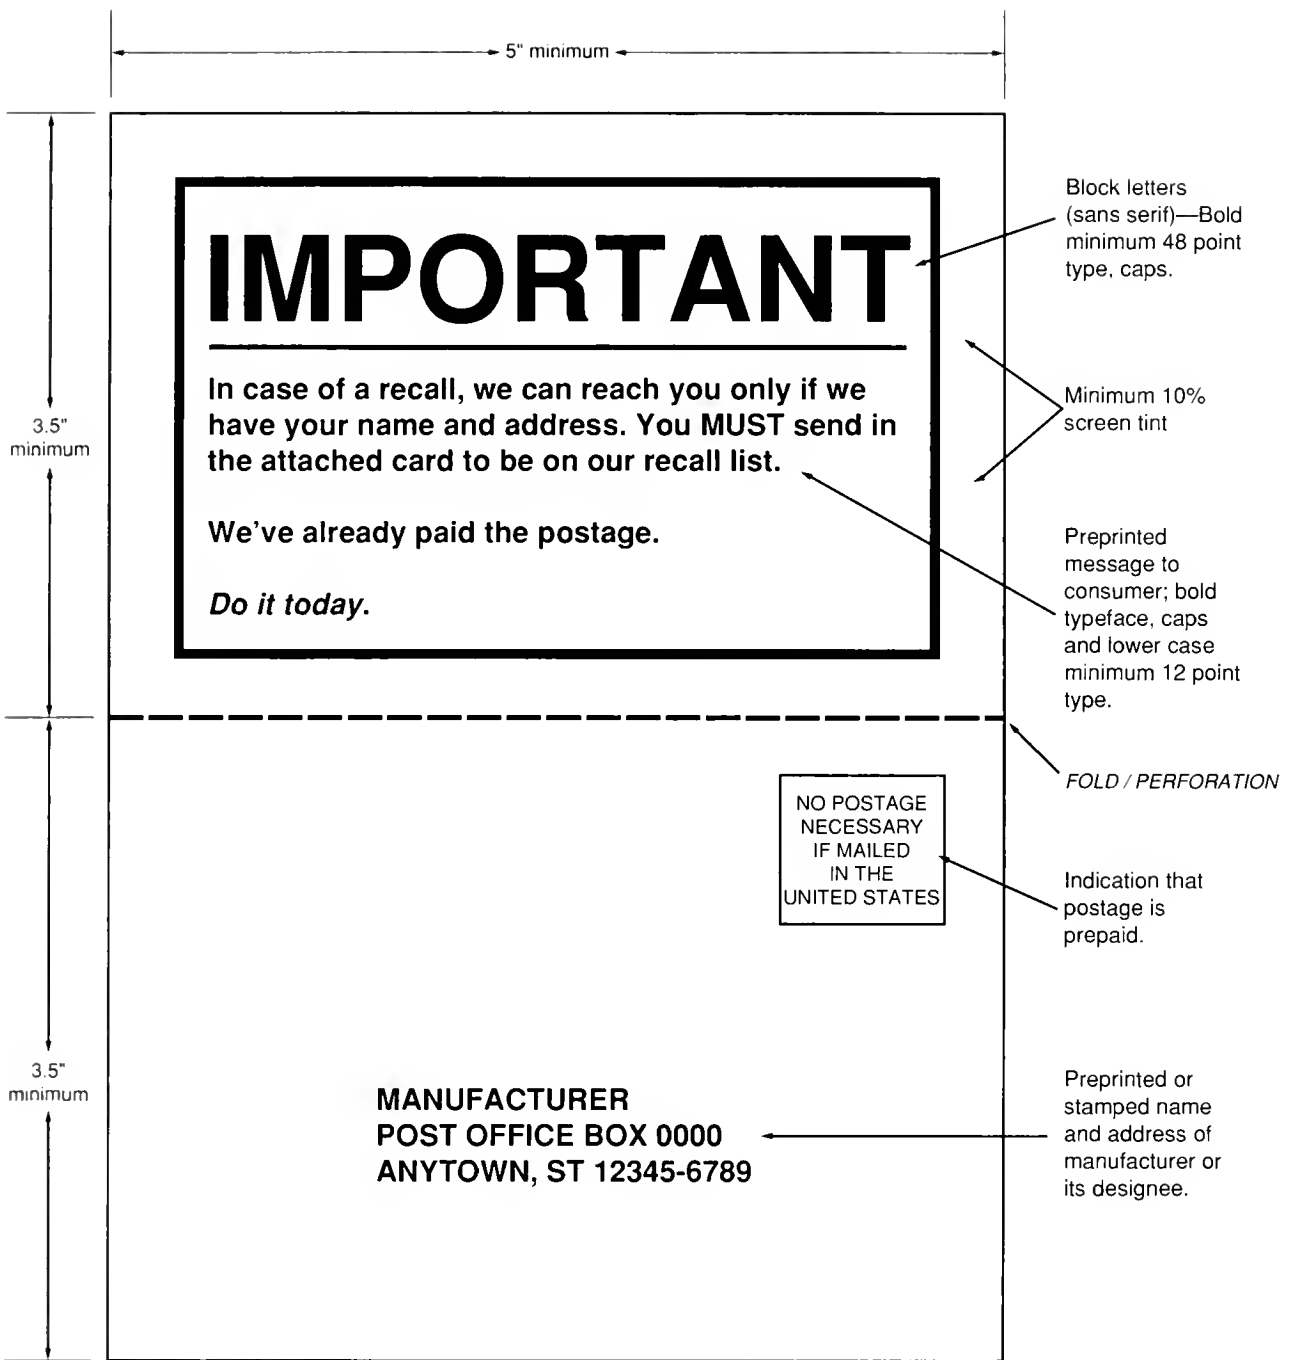 5" minimum
Block letters
(sans serif)—Bold
minimum 48 point
type, caps.
IMPORTANT
In case of a recall, we can reach you only if we
have your name and address. You MUST send in
the attached card to be on our recall list.
We've already paid the postage.
Do it today.
3.5"
minimum
Minimum 10%
screen tint
Preprinted
message to
consumer; bold
typeface, caps
and lower case
minimum 12 point
type.
FOLD / PERFORATION
NO POSTAGE
NECESSARY
IF MAILED
IN THE
UNITED STATES
Indication that
postage is
prepaid.
3.5"
minimum
MANUFACTURER
POST OFFICE BOX 0000
ANYTOWN, ST 12345-6789
Preprinted or
stamped name
and address of
manufacturer or
its designee.